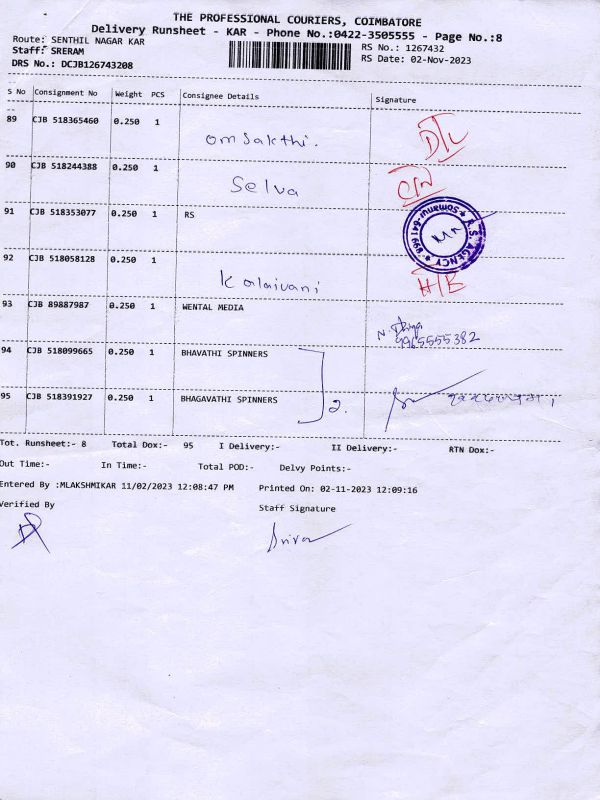 THE PROFESSIONAL COURIERS, COIMBATORE
Delivery Runsheet - KAR - Phone No.:0422-3505555 - Page No.:8
Route: SENTHIL NAGAR KAR
RS No.: 1267432
Staff: SRERAM
RS Date: 02-Nov-2023
DRS No.: DCJB126743208
S No Consignment No Weight PCS Consignee Details Signature
89 CJB 518365460 0.250 1
omsakthi. D/L
90 CJB 518244388 0.250 1
Selva
91 CJB 518353077 0.250 1 RS
R.S. AGENCY
92 CJB 518058128 0.250 1
Kalaivani
93 CJB 89887987 0.250 1 WENTAL MEDIA
9965555382
94 CJB 518099665 0.250 1 BHAVATHI SPINNERS
95 CJB 518391927 0.250 1 BHAGAVATHI SPINNERS
2.
Tot. Runsheet:- 8 Total Dox:- 95 I Delivery:- II Delivery:- RTN Dox:-
Out Time:- In Time:- Total POD:- Delvy Points:-
Entered By :MLAKSHMIKAR 11/02/2023 12:08:47 PM Printed On: 02-11-2023 12:09:16
Verified By Staff Signature